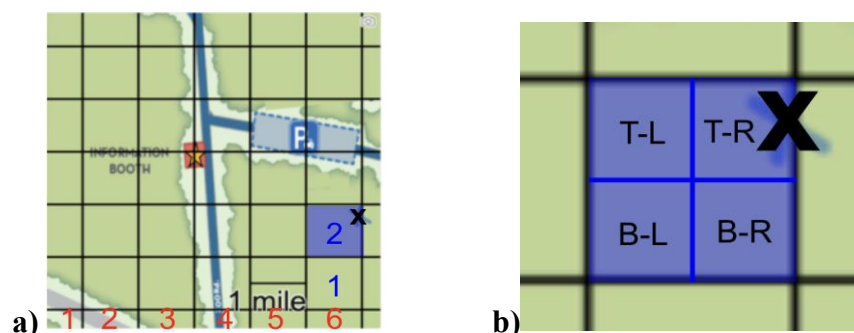 P
INFORMATION
BOOTH
X
2
1
1 mile
1 2 3 4 5 6
a)
T-L T-R X
B-L B-R
b)